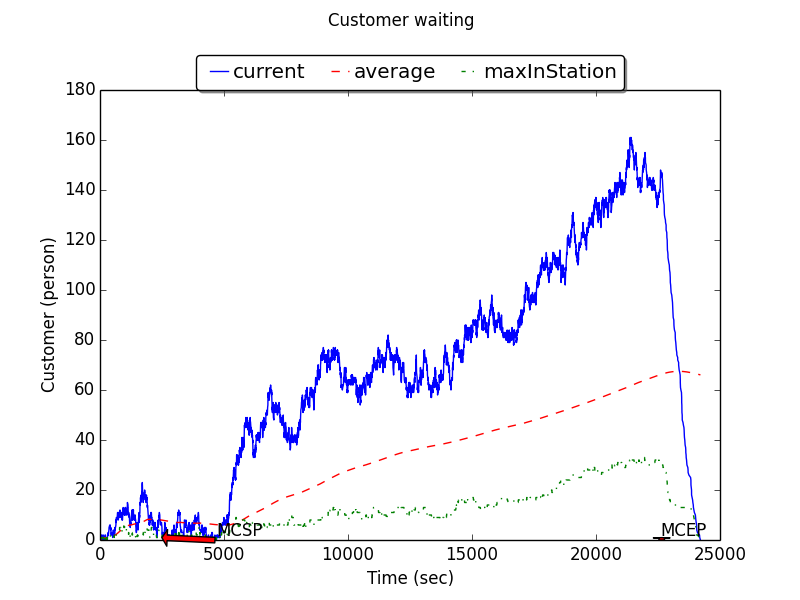 Customer waiting
current average maxInStation
180
160
140
120
100
80
60
40
20
0
Customer (person)
MCSP
MCEP
0 5000 10000 15000 20000 25000
Time (sec)